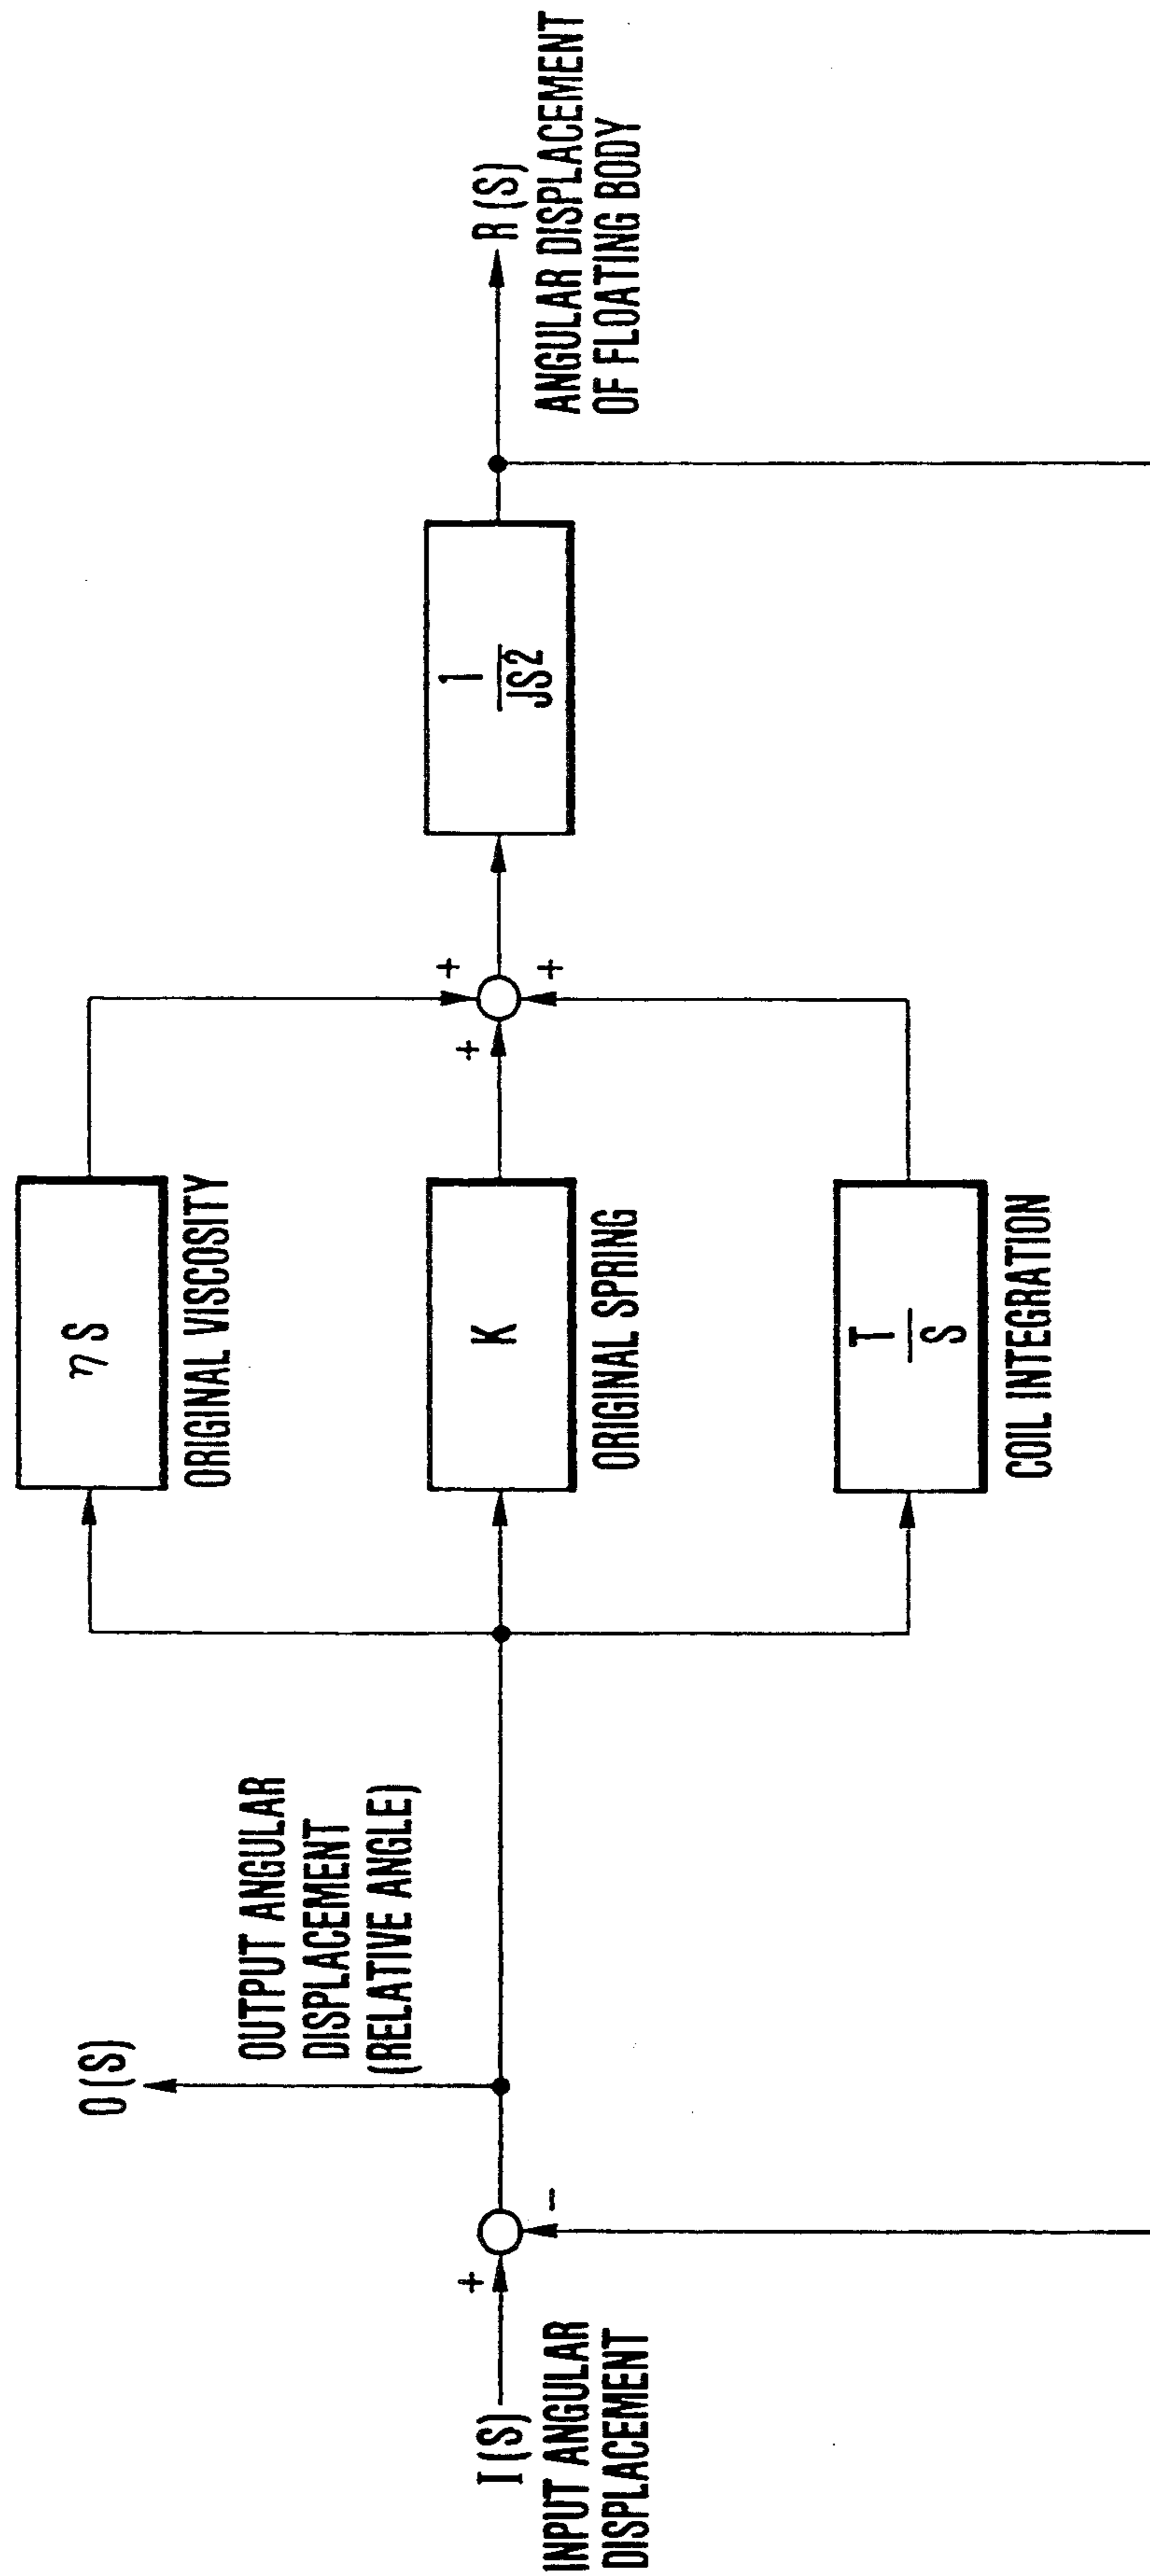 I(S)
INPUT ANGULAR
DISPLACEMENT
+
-
O(S)
OUTPUT ANGULAR
DISPLACEMENT
(RELATIVE ANGLE)
ηS
ORIGINAL VISCOSITY
K
ORIGINAL SPRING
T
S
COIL INTEGRATION
+
+
+
1
JS²
R(S)
ANGULAR DISPLACEMENT
OF FLOATING BODY